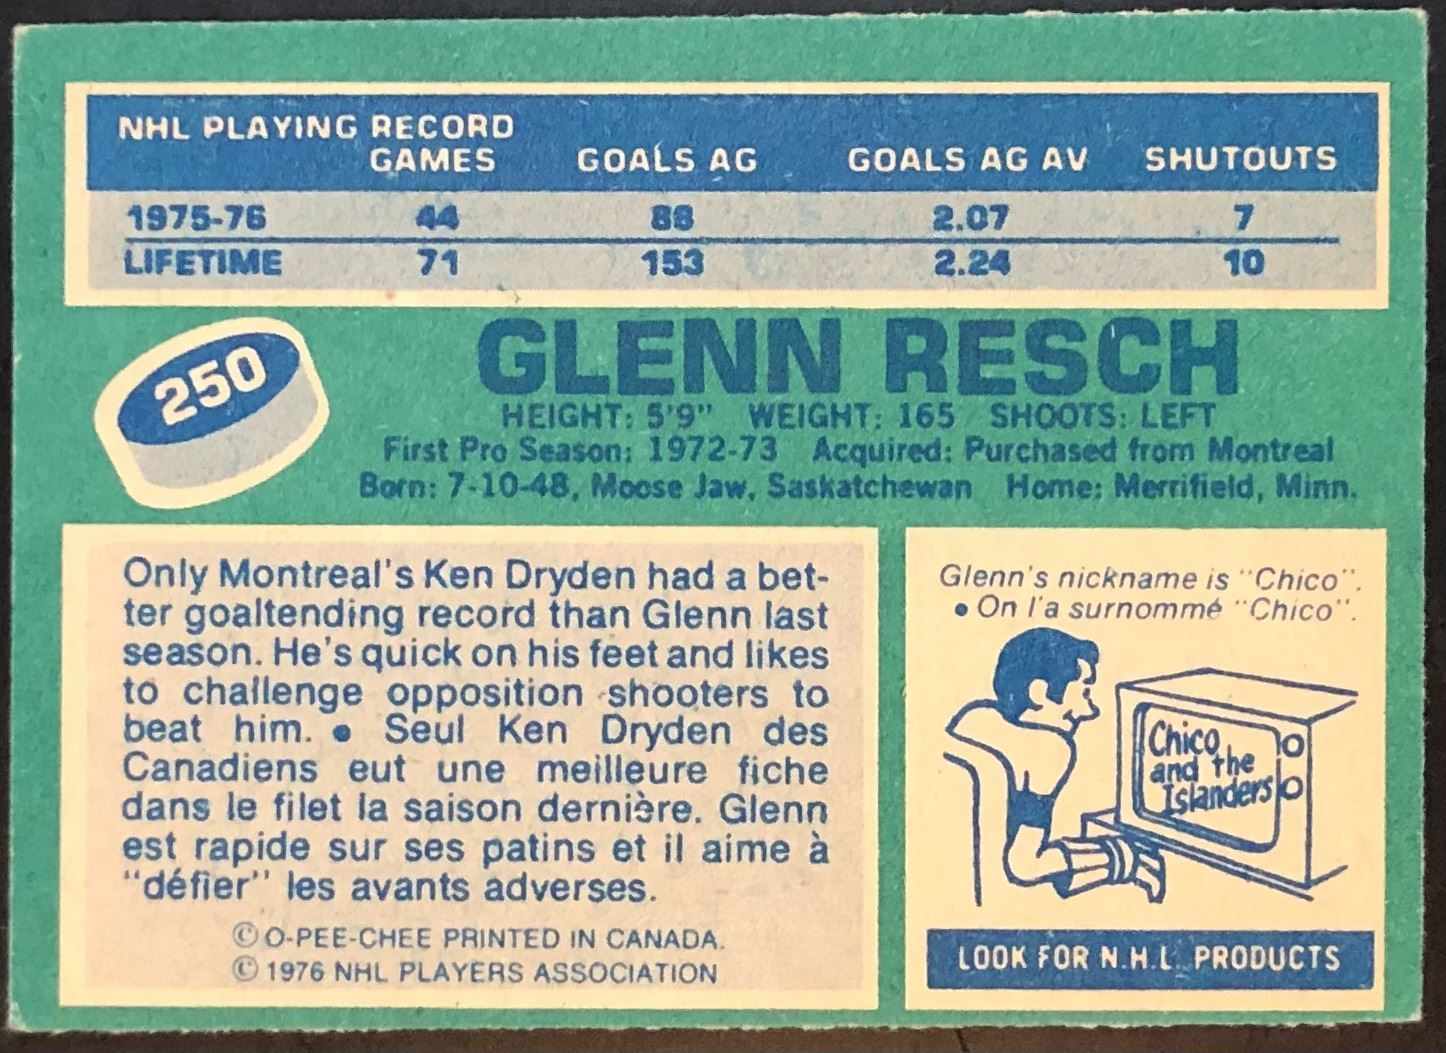 NHL PLAYING RECORD
GAMES GOALS AG GOALS AG AV SHUTOUTS
1975-76 44 88 2.07 7
LIFETIME 71 153 2.24 10
250
GLENN RESCH
HEIGHT: 5'9" WEIGHT: 165 SHOOTS: LEFT
First Pro Season: 1972-73 Acquired: Purchased from Montreal
Born: 7-10-48, Moose Jaw, Saskatchewan Home: Merrifield, Minn.
Only Montreal's Ken Dryden had a bet-
ter goaltending record than Glenn last
season. He's quick on his feet and likes
to challenge opposition shooters to
beat him. • Seul Ken Dryden des
Canadiens eut une meilleure fiche
dans le filet la saison dernière. Glenn
est rapide sur ses patins et il aime à
"défier" les avants adverses.
© O-PEE-CHEE PRINTED IN CANADA.
© 1976 NHL PLAYERS ASSOCIATION
Glenn's nickname is "Chico".
• On l'a surnommé "Chico".
Chico
and the
Islanders
LOOK FOR N.H.L. PRODUCTS